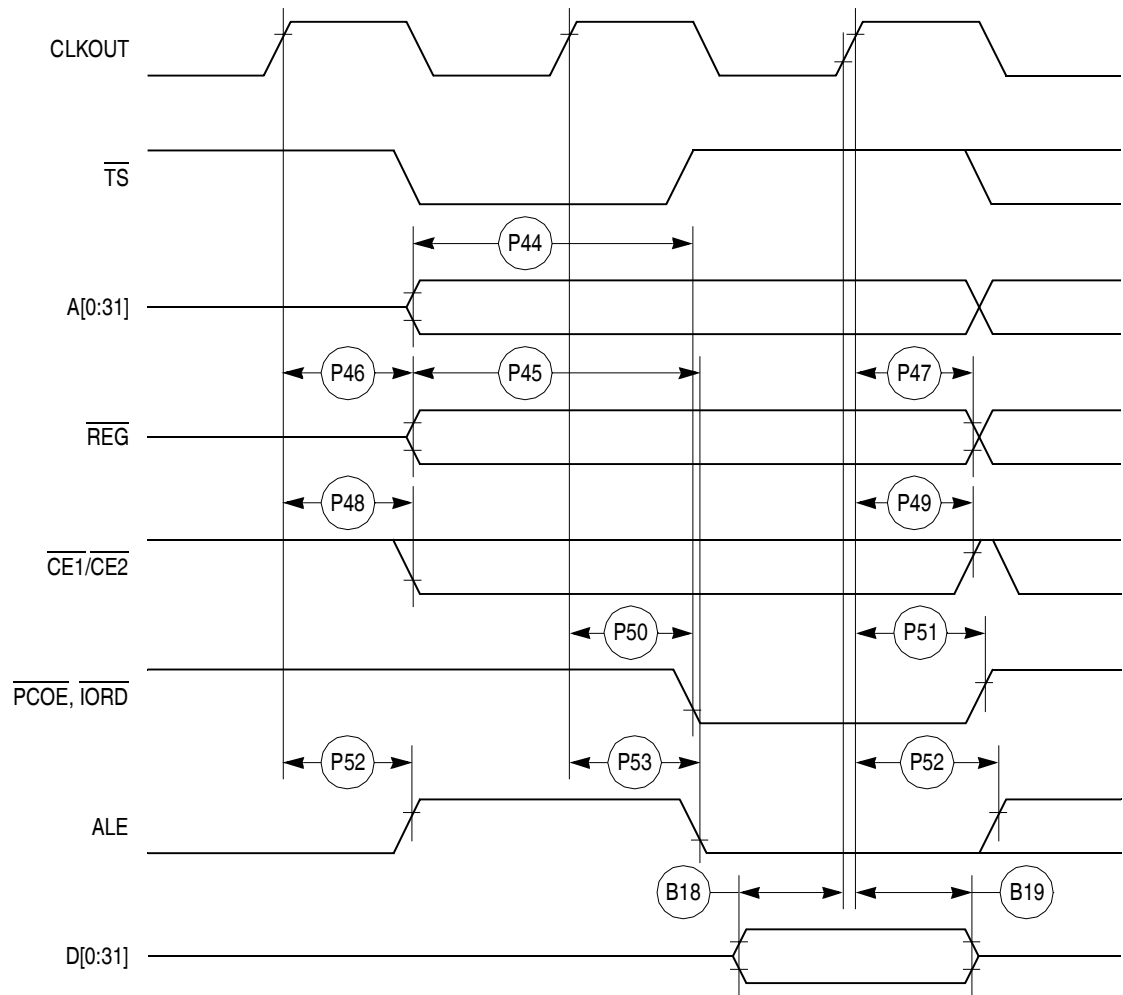 CLKOUT
TS
P44
A[0:31]
P46 P45 P47
REG
P48 P49
CE1/CE2
P50 P51
PCOE, IORD
P52 P53 P52
ALE
B18 B19
D[0:31]